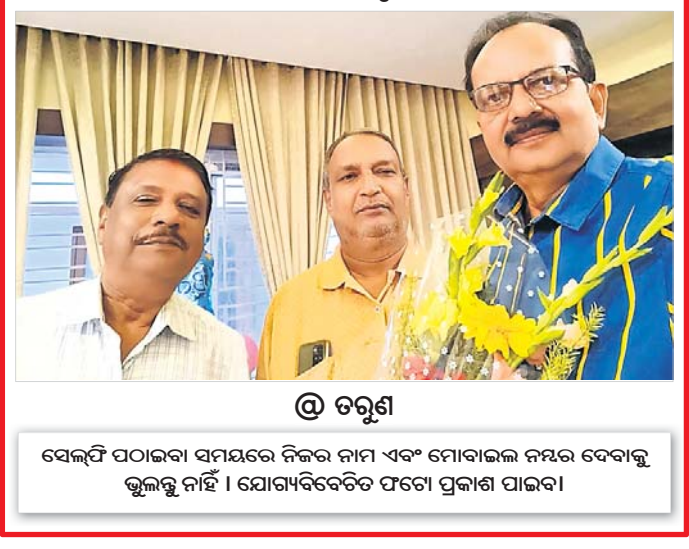 @ ତରୁଣ
ସେଲ୍‌ଫି ପଠାଇବା ସମୟରେ ନିଜର ନାମ ଏବଂ ମୋବାଇଲ ନମ୍ବର ଦେବାକୁ
ଭୁଲନ୍ତୁ ନାହିଁ । ଯୋଗ୍ୟବିବେଚିତ ଫଟୋ ପ୍ରକାଶ ପାଇବ।